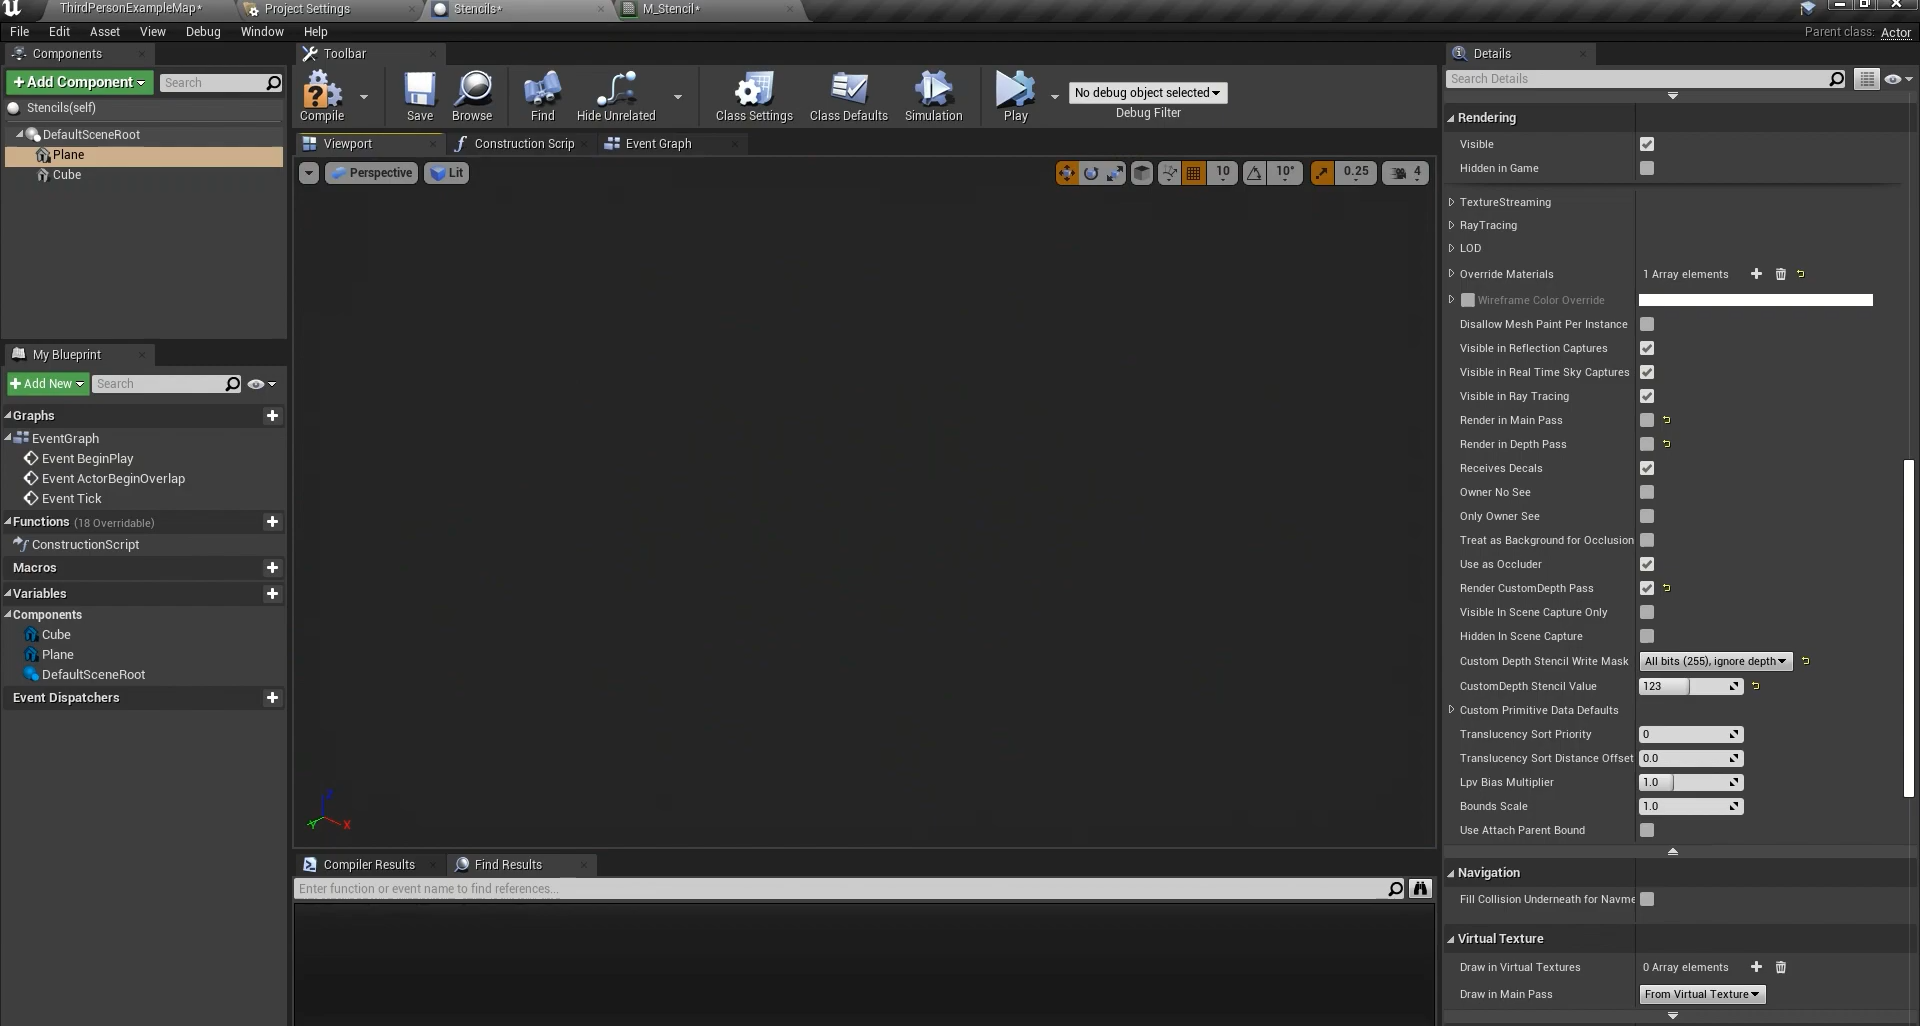 ThirdPersonExampleMap*
Project Settings
Stencils*
M_Stencil*
File Edit Asset View Debug Window Help
Parent class: Actor
Components
+Add Component
Search
Stencils(self)
DefaultSceneRoot
Plane
Cube
Toolbar
Compile
Save
Browse
Find
Hide Unrelated
Class Settings
Class Defaults
Simulation
Play
No debug object selected
Debug Filter
Viewport
Construction Scrip
Event Graph
Perspective
Lit
10
10°
0.25
4
My Blueprint
+Add New
Search
Graphs
EventGraph
Event BeginPlay
Event ActorBeginOverlap
Event Tick
Functions (18 Overridable)
ConstructionScript
Macros
Variables
Components
Cube
Plane
DefaultSceneRoot
Event Dispatchers
Z
Y
X
Compiler Results
Find Results
Enter function or event name to find references...
Details
Search Details
Rendering
Visible
Hidden in Game
TextureStreaming
RayTracing
LOD
Override Materials 1 Array elements
Wireframe Color Override
Disallow Mesh Paint Per Instance
Visible in Reflection Captures
Visible in Real Time Sky Captures
Visible in Ray Tracing
Render in Main Pass
Render in Depth Pass
Receives Decals
Owner No See
Only Owner See
Treat as Background for Occlusion
Use as Occluder
Render CustomDepth Pass
Visible In Scene Capture Only
Hidden In Scene Capture
Custom Depth Stencil Write Mask All bits (255), ignore depth
CustomDepth Stencil Value 123
Custom Primitive Data Defaults
Translucency Sort Priority 0
Translucency Sort Distance Offset 0.0
Lpv Bias Multiplier 1.0
Bounds Scale 1.0
Use Attach Parent Bound
Navigation
Fill Collision Underneath for Navme
Virtual Texture
Draw in Virtual Textures 0 Array elements
Draw in Main Pass From Virtual Texture